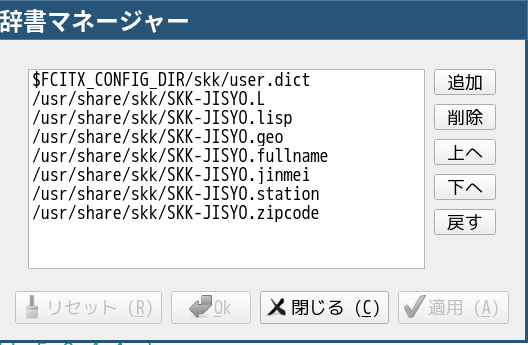 辞書マネージャー
$FCITX_CONFIG_DIR/skk/user.dict
/usr/share/skk/SKK-JISYO.L
/usr/share/skk/SKK-JISYO.lisp
/usr/share/skk/SKK-JISYO.geo
/usr/share/skk/SKK-JISYO.fullname
/usr/share/skk/SKK-JISYO.jinmei
/usr/share/skk/SKK-JISYO.station
/usr/share/skk/SKK-JISYO.zipcode
追加
削除
上へ
下へ
戻す
リセット (R)
Ok
閉じる (C)
適用 (A)